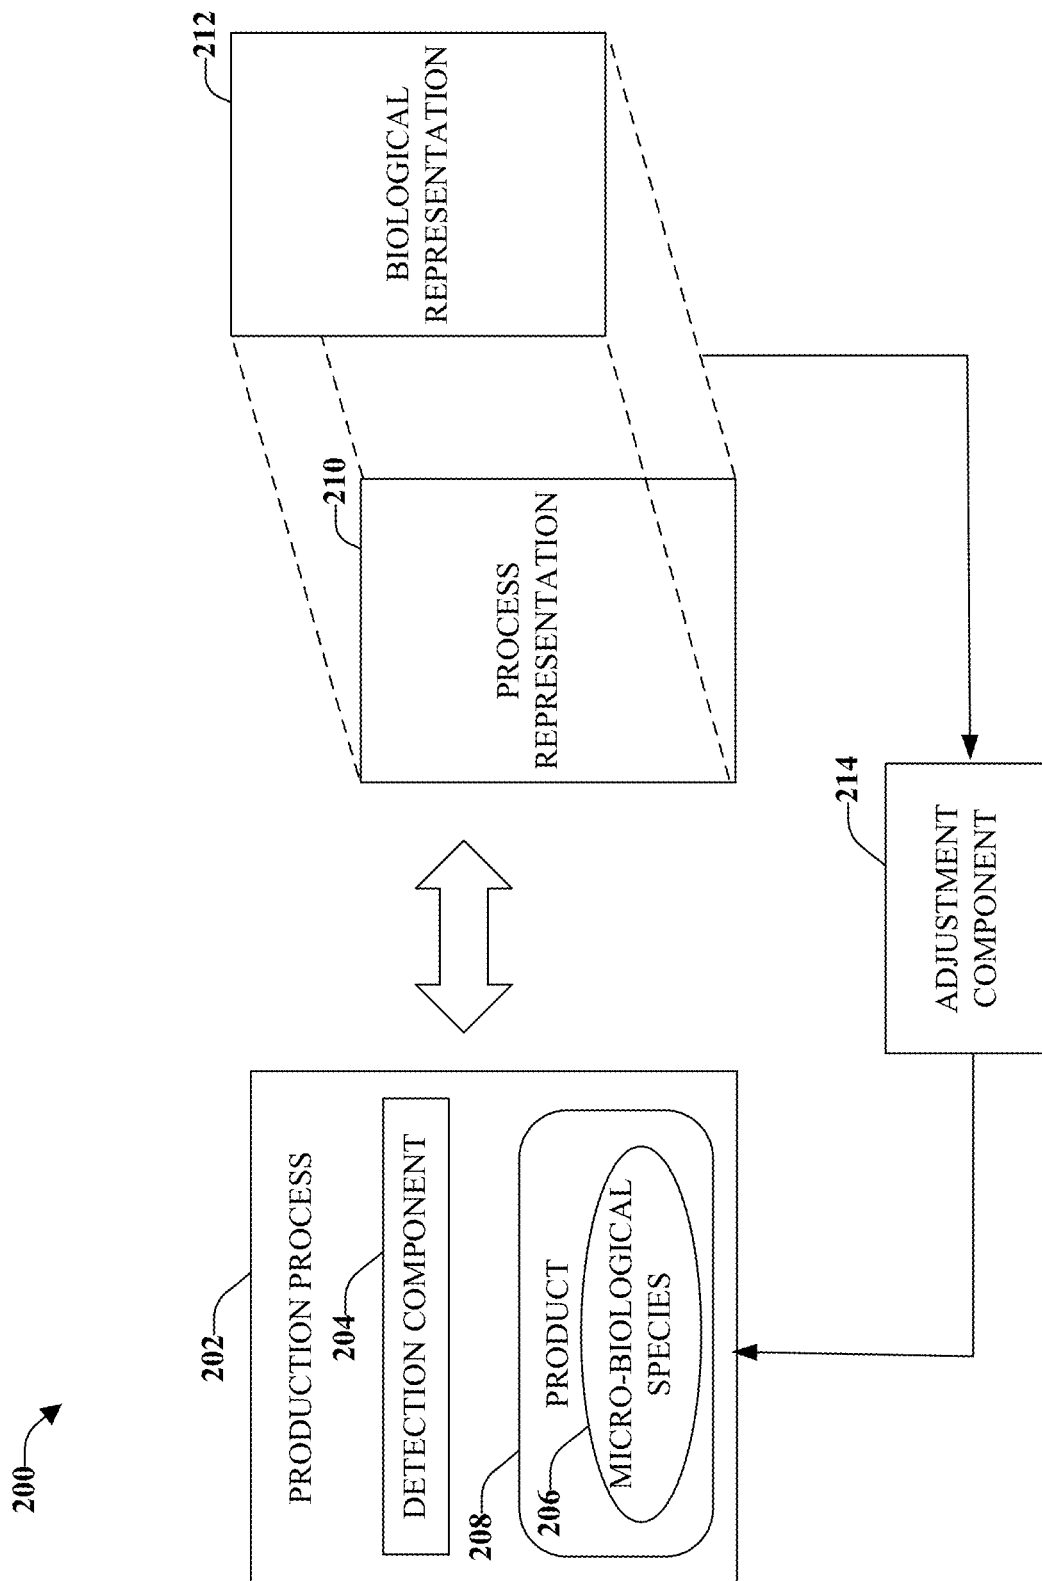 200
202
PRODUCTION PROCESS
204
DETECTION COMPONENT
208
PRODUCT
206
MICRO-BIOLOGICAL
SPECIES
210
PROCESS
REPRESENTATION
212
BIOLOGICAL
REPRESENTATION
214
ADJUSTMENT
COMPONENT